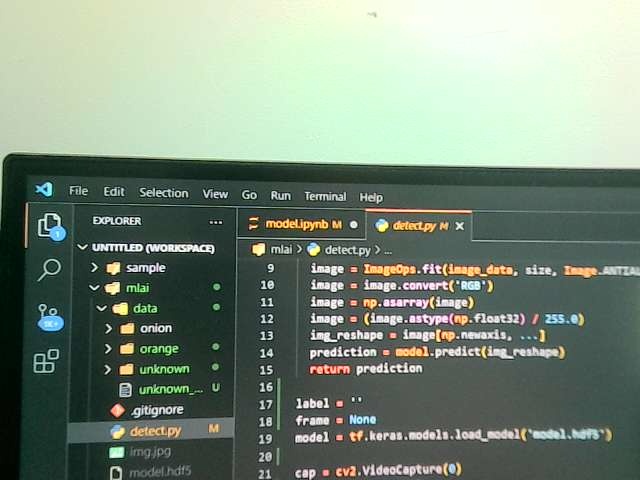 File Edit Selection View Go Run Terminal Help
EXPLORER ...
model.ipynb M
detect.py M
1
UNTITLED (WORKSPACE)
mlai > detect.py > ...
sample
mlai
data
onion
orange
unknown
unknown_... U
.gitignore
detect.py M
img.jpg
model.hdf5
1K+
9 image = ImageOps.fit(image_data, size, Image.ANTIAL
10 image = image.convert('RGB')
11 image = np.asarray(image)
12 image = (image.astype(np.float32) / 255.0)
13 img_reshape = image[np.newaxis, ...]
14 prediction = model.predict(img_reshape)
15 return prediction
16
17 label = ''
18 frame = None
19 model = tf.keras.models.load_model('model.hdf5')
20
21 cap = cv2.VideoCapture(0)